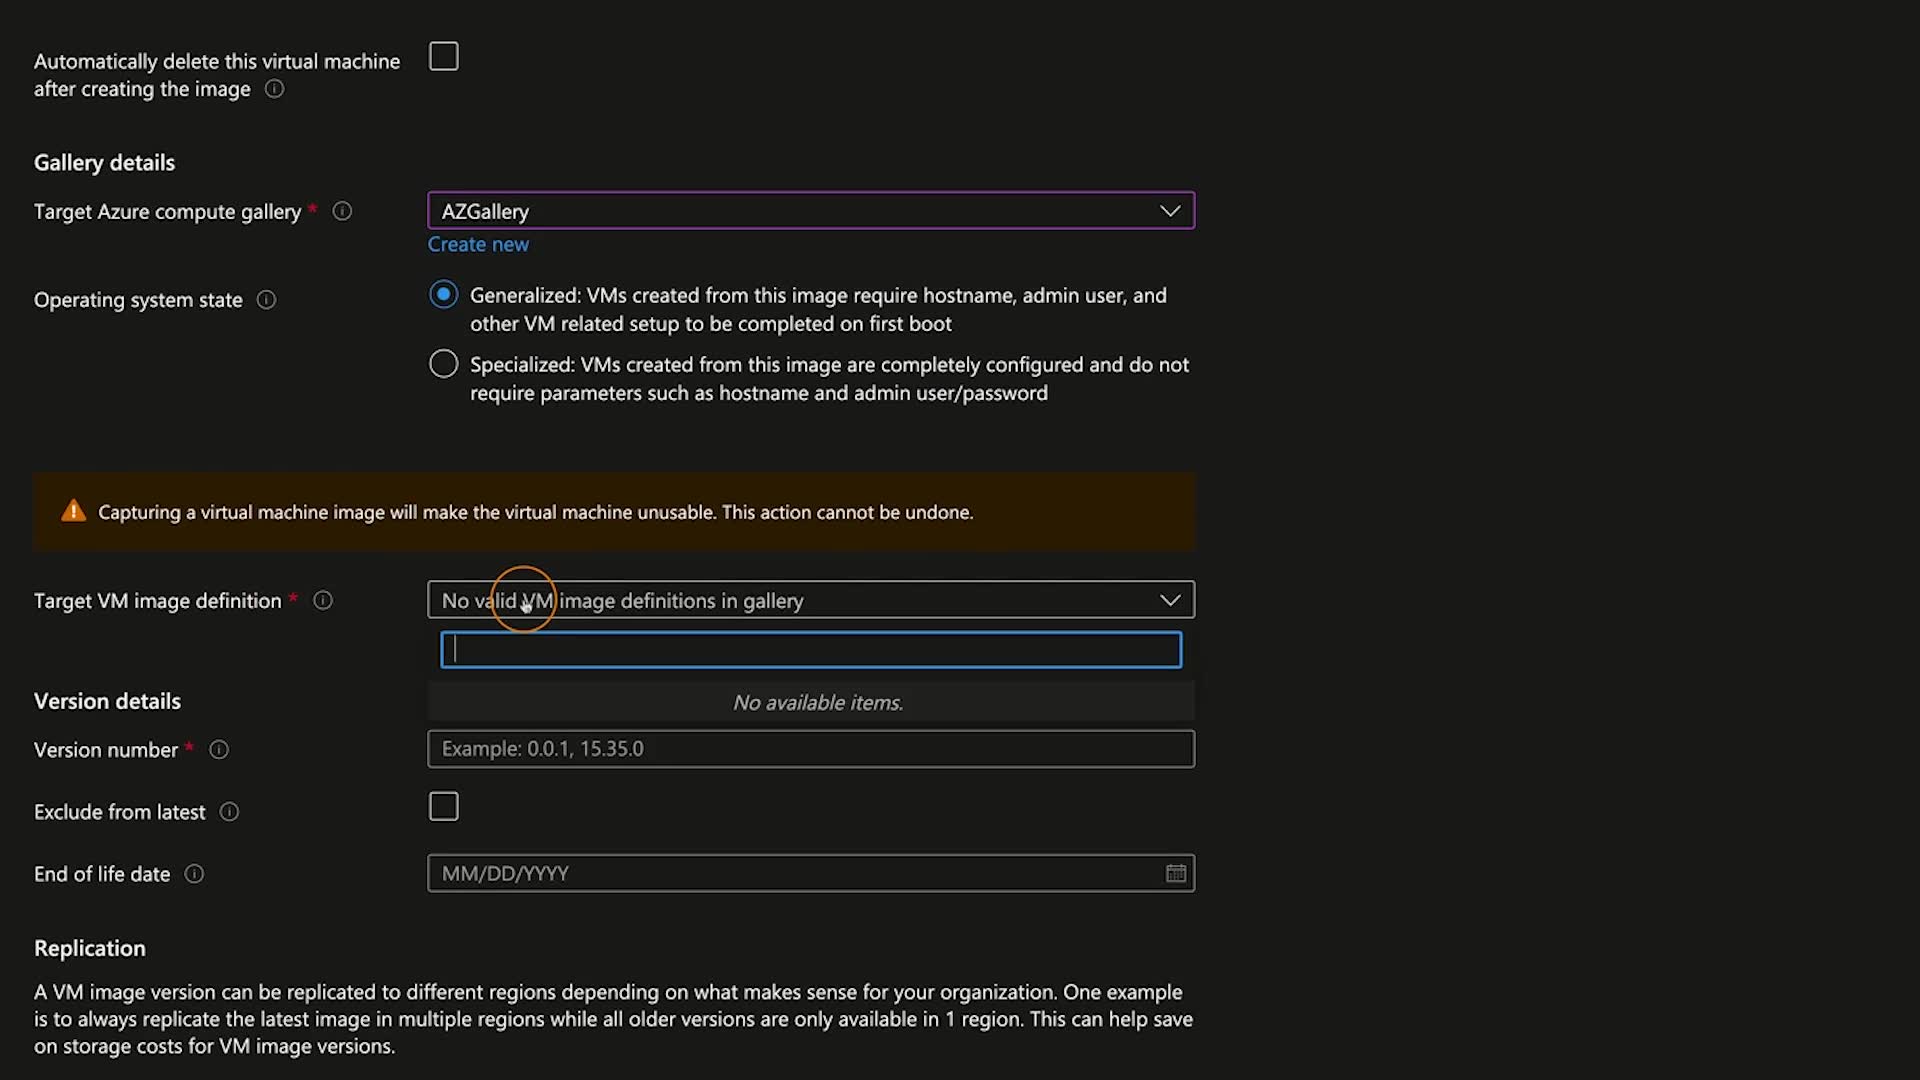 Automatically delete this virtual machine
after creating the image
Gallery details
Target Azure compute gallery *
AZGallery
Create new
Operating system state
Generalized: VMs created from this image require hostname, admin user, and
other VM related setup to be completed on first boot
Specialized: VMs created from this image are completely configured and do not
require parameters such as hostname and admin user/password
Capturing a virtual machine image will make the virtual machine unusable. This action cannot be undone.
Target VM image definition *
No valid VM image definitions in gallery
No available items.
Version details
Version number *
Example: 0.0.1, 15.35.0
Exclude from latest
End of life date
MM/DD/YYYY
Replication
A VM image version can be replicated to different regions depending on what makes sense for your organization. One example
is to always replicate the latest image in multiple regions while all older versions are only available in 1 region. This can help save
on storage costs for VM image versions.